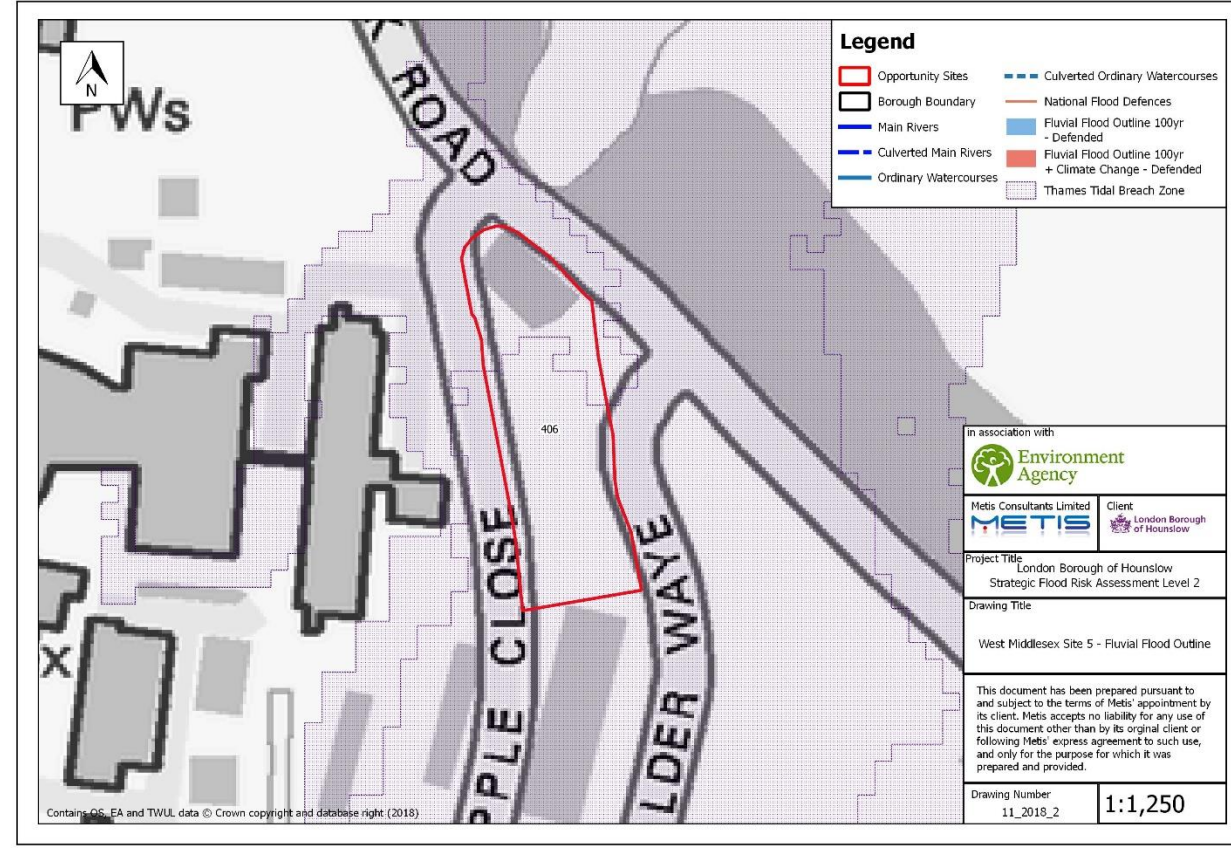 N
PWs
ROAD
406
PPLE CLOSE
LDER WAYE
Legend
Opportunity Sites
Borough Boundary
Main Rivers
Culverted Main Rivers
Ordinary Watercourses
Culverted Ordinary Watercourses
National Flood Defences
Fluvial Flood Outline 100yr
- Defended
Fluvial Flood Outline 100yr
+ Climate Change - Defended
Thames Tidal Breach Zone
in association with
Environment
Agency
Metis Consultants Limited
METIS
Client
London Borough
of Hounslow
Project Title
London Borough of Hounslow
Strategic Flood Risk Assessment Level 2
Drawing Title
West Middlesex Site 5 - Fluvial Flood Outline
This document has been prepared pursuant to
and subject to the terms of Metis' appointment by
its client. Metis accepts no liability for any use of
this document other than by its orginal client or
following Metis' express agreement to such use,
and only for the purpose for which it was
prepared and provided.
Drawing Number
11_2018_2
1:1,250
Contains OS, EA and TWUL data © Crown copyright and database right (2018)